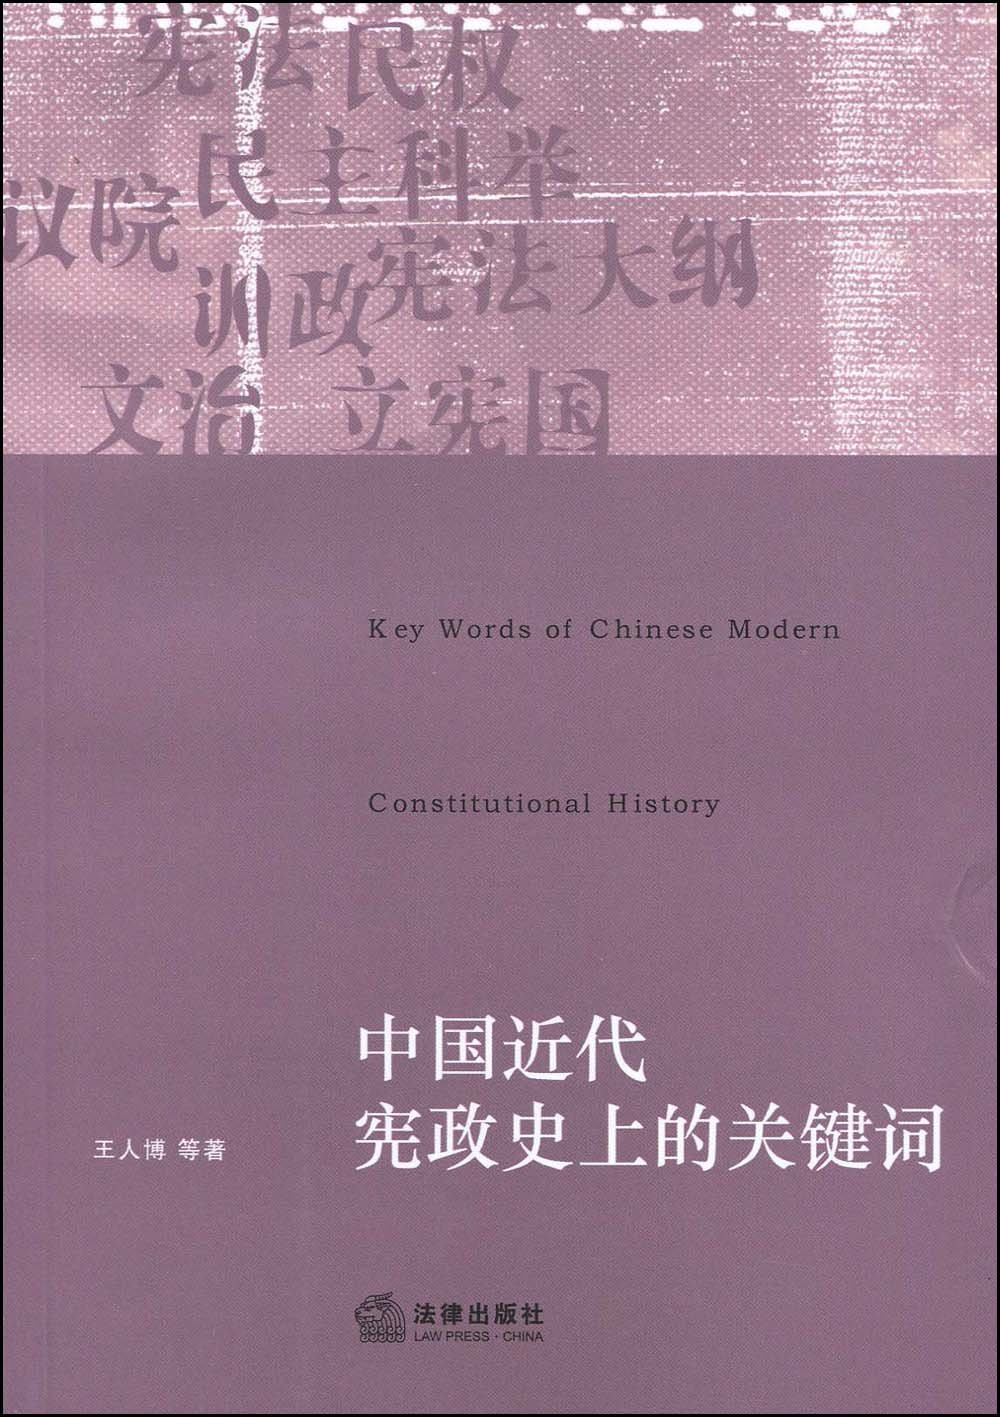 宪法民权
民主科举
议院
宪法大纲
训政
文治 立宪国
Key Words of Chinese Modern
Constitutional History
中国近代
宪政史上的关键词
王人博 等著
法律出版社
LAW PRESS·CHINA